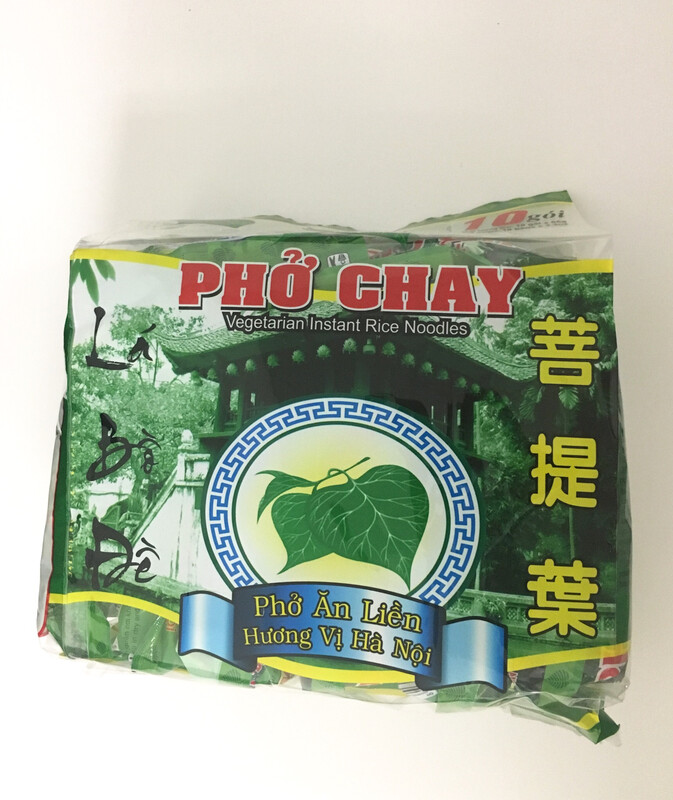 10 gói
PHỞ CHAY
Vegetarian Instant Rice Noodles
Lá
Bồ
Đề
菩
提
葉
Phở Ăn Liền
Hương Vị Hà Nội